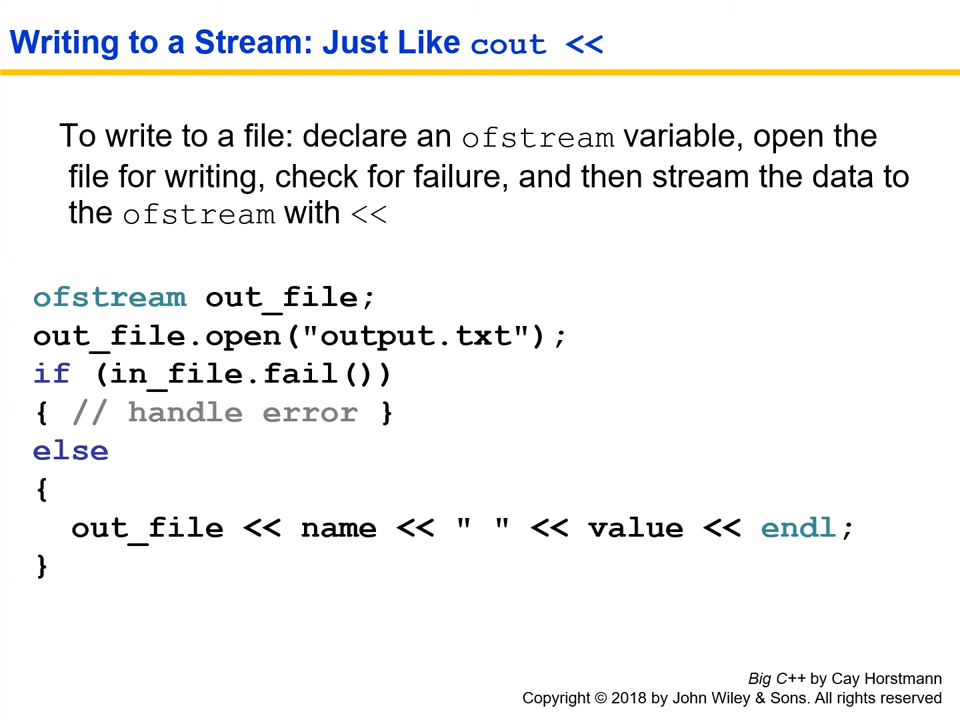 Writing to a Stream: Just Like cout <<
To write to a file: declare an ofstream variable, open the
file for writing, check for failure, and then stream the data to
the ofstream with <<
ofstream out_file;
out_file.open("output.txt");
if (in_file.fail())
{ // handle error }
else
{
  out_file << name << " " << value << endl;
}
Big C++ by Cay Horstmann
Copyright © 2018 by John Wiley & Sons. All rights reserved